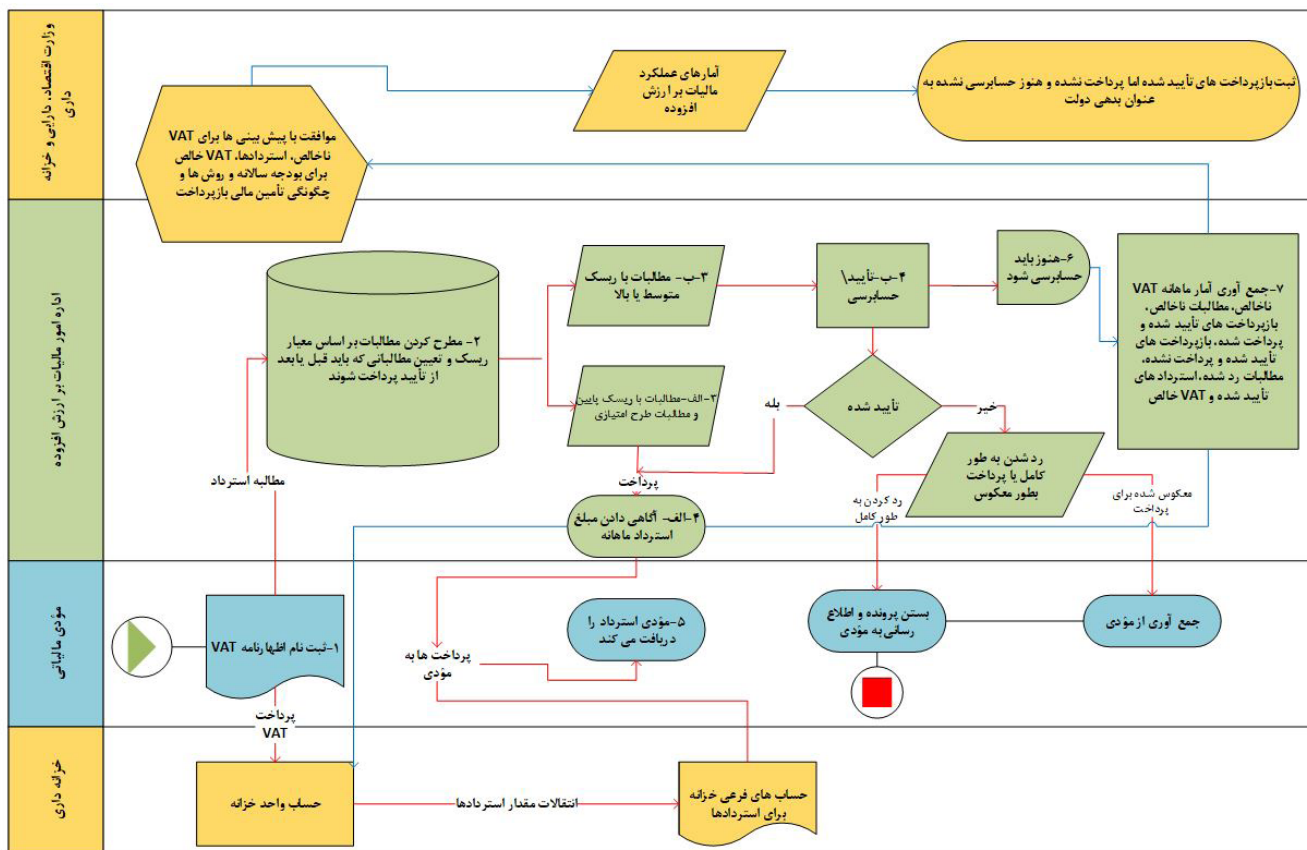 وزارت اقتصاد، دارایی و خزانه
داری
موافقت با پیش بینی ها برای VAT
ناخالص، استردادها، VAT خالص
برای بودجه سالانه و روش ها و
چگونگی تأمین مالی بازپرداخت
آمارهای عملکرد
مالیات بر ارزش
افزوده
ثبت بازپرداخت های تأیید شده اما پرداخت نشده و هنوز حسابرسی نشده به
عنوان بدهی دولت
اداره امور مالیات بر ارزش افزوده
۲- مطرح کردن مطالبات بر اساس معیار
ریسک و تعیین مطالباتی که باید قبل یا بعد
از تأیید پرداخت شوند
۳-ب- مطالبات با ریسک
متوسط یا بالا
۴-ب-تأیید\
حسابرسی
۶-هنوز باید
حسابرسی شود
۷-جمع آوری آمار ماهانه VAT
ناخالص، مطالبات ناخالص،
بازپرداخت های تأیید شده و
پرداخت شده، بازپرداخت های
تأیید شده و پرداخت نشده،
مطالبات رد شده، استرداد های
تأیید شده و VAT خالص
۳-الف-مطالبات با ریسک پایین
و مطالبات طرح امتیازی
بله
تأیید شده
خیر
رد شدن به طور
کامل یا پرداخت
بطور معکوس
مطالبه استرداد
پرداخت
۴-الف- آگاهی دادن مبلغ
استرداد ماهانه
رد کردن به
طور کامل
معکوس شده برای
پرداخت
مؤدی مالیاتی
۱-ثبت نام اظهارنامه VAT
۵-مؤدی استرداد را
دریافت می کند
بستن پرونده و اطلاع
رسانی به مؤدی
جمع آوری از مؤدی
پرداخت ها به
مؤدی
پرداخت
VAT
خزانه داری
حساب واحد خزانه
انتقالات مقدار استردادها
حساب های فرعی خزانه
برای استردادها